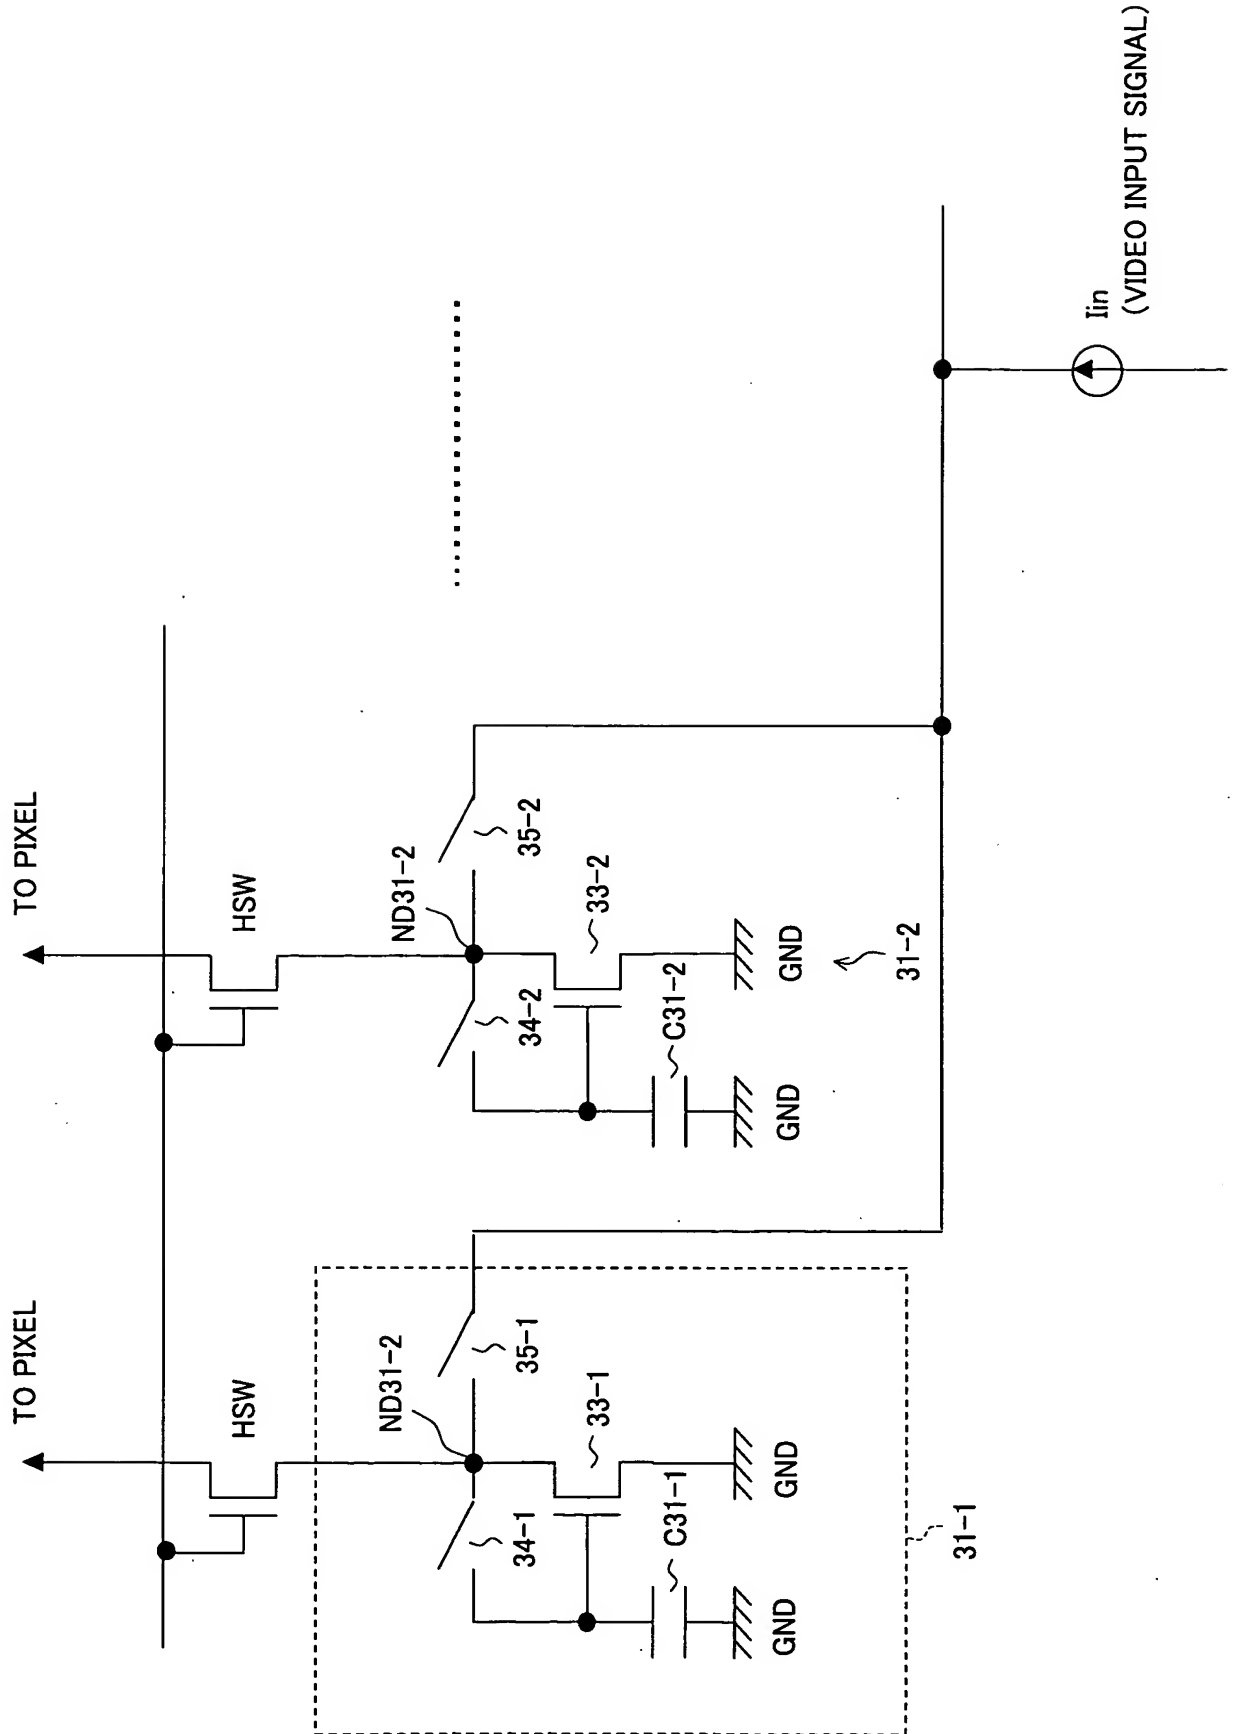 TO PIXEL
TO PIXEL
HSW
HSW
ND31-2
ND31-2
34-1
35-1
34-2
35-2
33-1
33-2
C31-1
C31-2
GND
GND
GND
GND
31-1
31-2
Iin
(VIDEO INPUT SIGNAL)